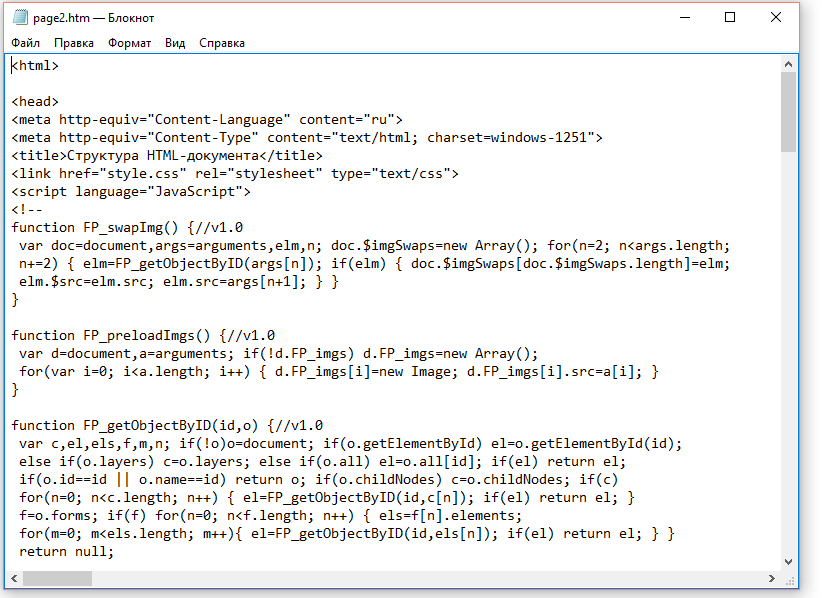 page2.htm — Блокнот
Файл Правка Формат Вид Справка
<html>
<head>
<meta http-equiv="Content-Language" content="ru">
<meta http-equiv="Content-Type" content="text/html; charset=windows-1251">
<title>Структура HTML-документа</title>
<link href="style.css" rel="stylesheet" type="text/css">
<script language="JavaScript">
<!--
function FP_swapImg() {//v1.0
 var doc=document,args=arguments,elm,n; doc.$imgSwaps=new Array(); for(n=2; n<args.length;
 n+=2) { elm=FP_getObjectByID(args[n]); if(elm) { doc.$imgSwaps[doc.$imgSwaps.length]=elm;
 elm.$src=elm.src; elm.src=args[n+1]; } }
}
function FP_preloadImgs() {//v1.0
 var d=document,a=arguments; if(!d.FP_imgs) d.FP_imgs=new Array();
 for(var i=0; i<a.length; i++) { d.FP_imgs[i]=new Image; d.FP_imgs[i].src=a[i]; }
}
function FP_getObjectByID(id,o) {//v1.0
 var c,el,els,f,m,n; if(!o)o=document; if(o.getElementById) el=o.getElementById(id);
 else if(o.layers) c=o.layers; else if(o.all) el=o.all[id]; if(el) return el;
 if(o.id==id || o.name==id) return o; if(o.childNodes) c=o.childNodes; if(c)
 for(n=0; n<c.length; n++) { el=FP_getObjectByID(id,c[n]); if(el) return el; }
 f=o.forms; if(f) for(n=0; n<f.length; n++) { els=f[n].elements;
 for(m=0; m<els.length; m++){ el=FP_getObjectByID(id,els[n]); if(el) return el; } }
 return null;